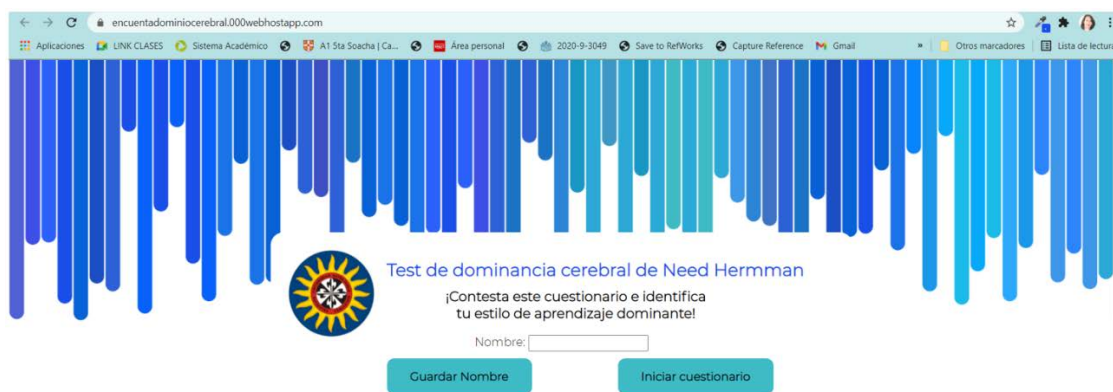 encuentadominiocerebral.000webhostapp.com
Aplicaciones LINK CLASES Sistema Académico A1 Sta Soacha | Ca... Área personal 2020-9-3049 Save to RefWorks Capture Reference Gmail » Otros marcadores Lista de lectura
Test de dominancia cerebral de Need Hermman
¡Contesta este cuestionario e identifica
tu estilo de aprendizaje dominante!
Nombre:
Guardar Nombre Iniciar cuestionario